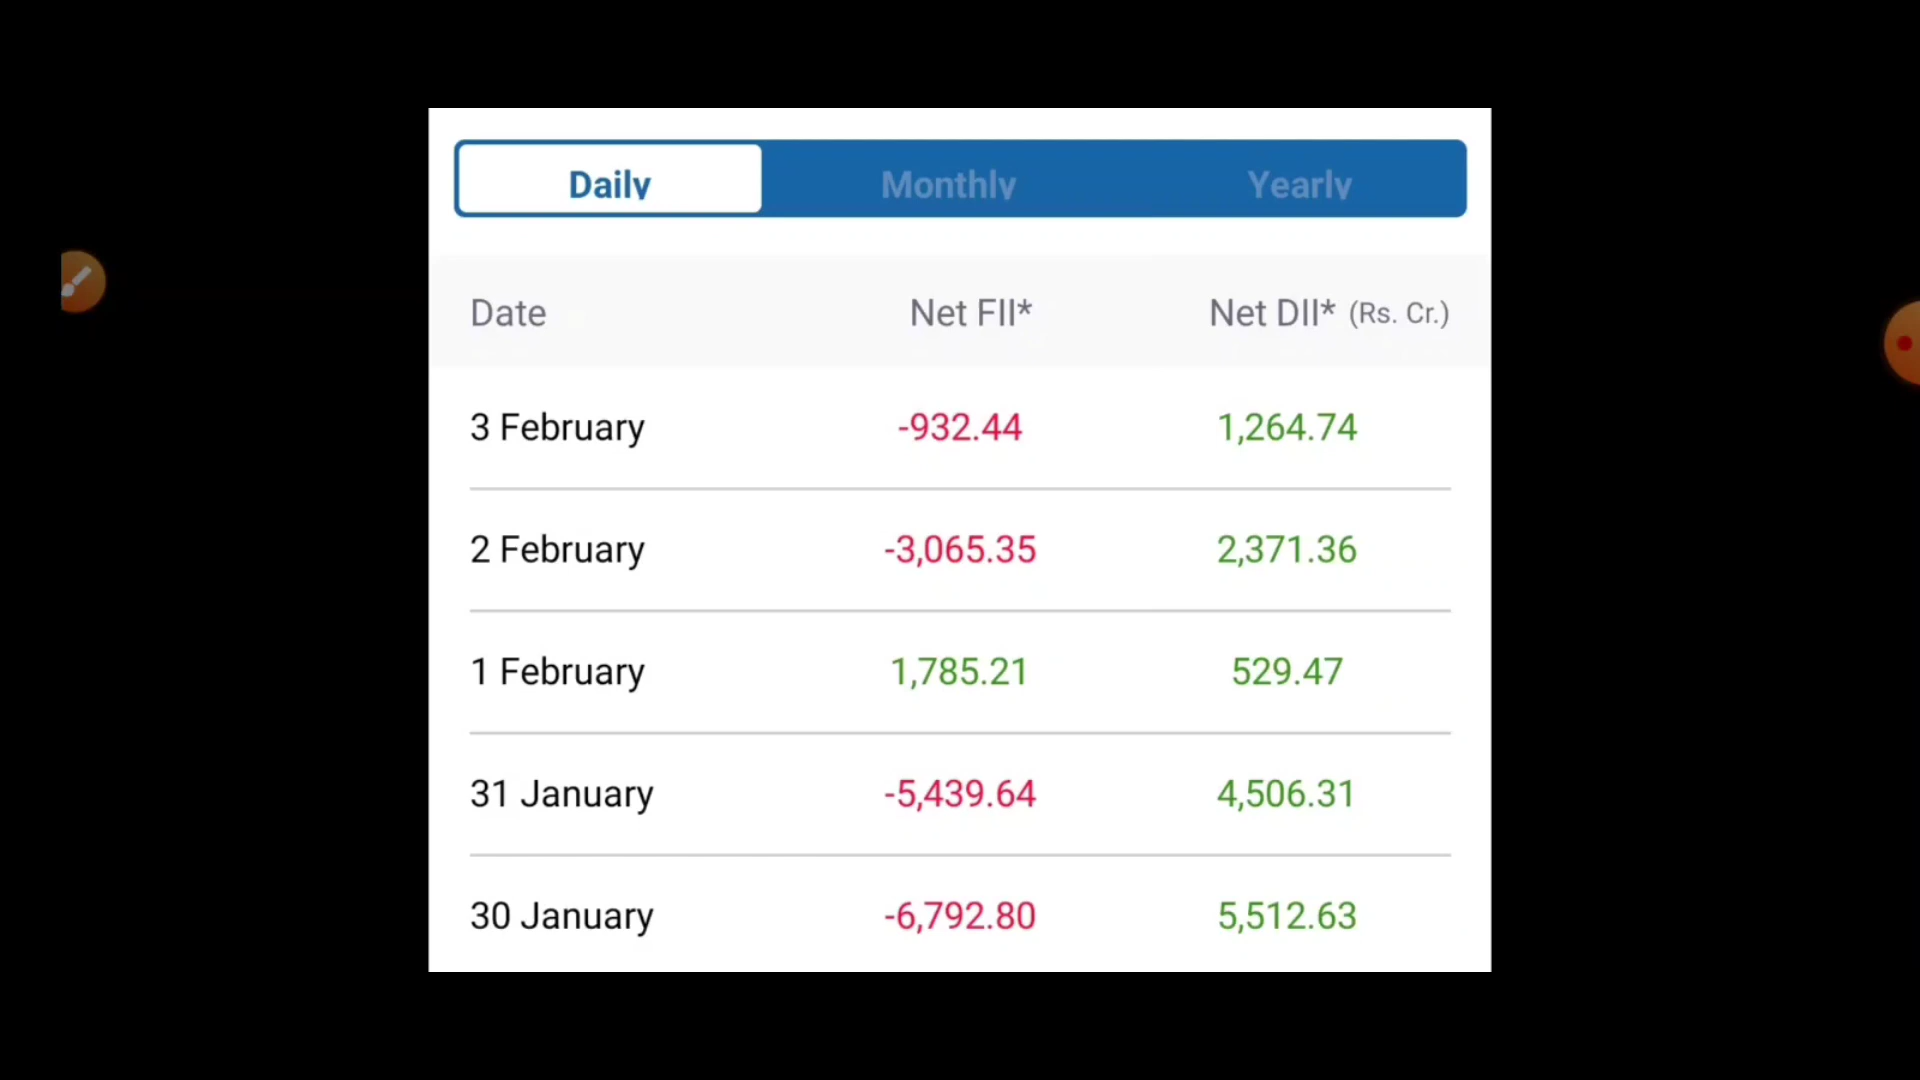 Daily Monthly Yearly
Date Net FII* Net DII* (Rs. Cr.)
3 February -932.44 1,264.74
2 February -3,065.35 2,371.36
1 February 1,785.21 529.47
31 January -5,439.64 4,506.31
30 January -6,792.80 5,512.63